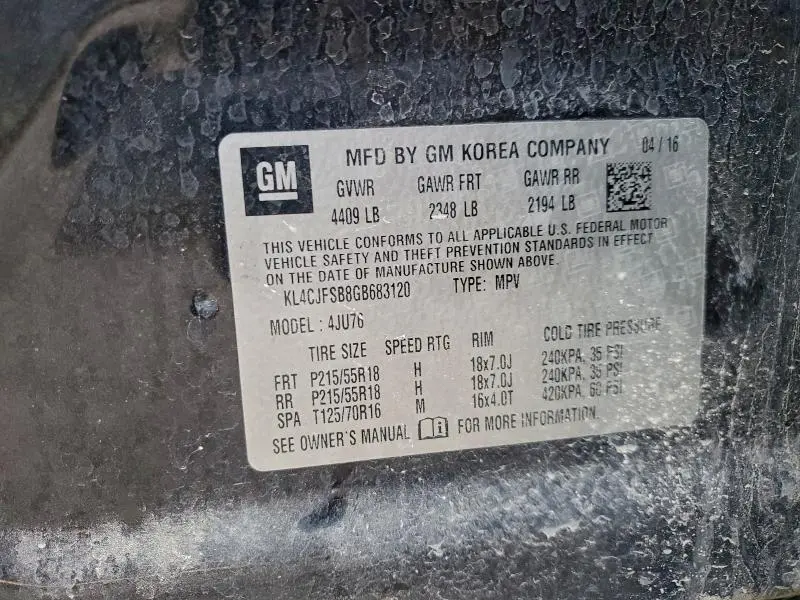 GM
MFD BY GM KOREA COMPANY 04 / 16
GVWR GAWR FRT GAWR RR
4409 LB 2348 LB 2194 LB
THIS VEHICLE CONFORMS TO ALL APPLICABLE U.S. FEDERAL MOTOR
VEHICLE SAFETY AND THEFT PREVENTION STANDARDS IN EFFECT
ON THE DATE OF MANUFACTURE SHOWN ABOVE.
KL4CJFSB8GB683120 TYPE: MPV
MODEL : 4JU76
TIRE SIZE SPEED RTG RIM COLD TIRE PRESSURE
FRT P215/55R18 H 18x7.0J 240KPA, 35 PSI
RR P215/55R18 H 18x7.0J 240KPA, 35 PSI
SPA T125/70R16 M 16x4.0T 420KPA, 60 PSI
SEE OWNER'S MANUAL FOR MORE INFORMATION.